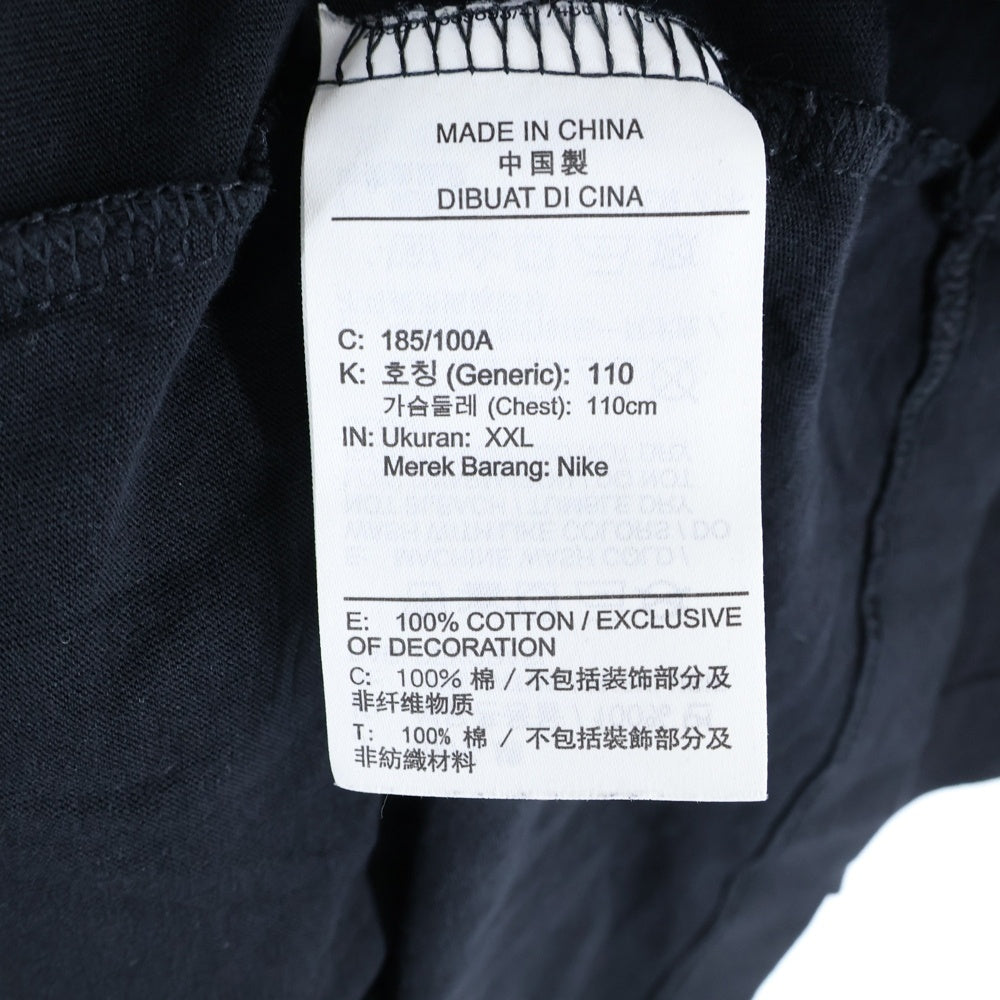 MADE IN CHINA
中国製
DIBUAT DI CINA
C: 185/100A
K: 호칭 (Generic): 110
가슴둘레 (Chest): 110cm
IN: Ukuran: XXL
Merek Barang: Nike
E: 100% COTTON / EXCLUSIVE
OF DECORATION
C: 100% 棉 / 不包括装饰部分及
非纤维物质
T: 100% 棉 / 不包括裝飾部分及
非紡織材料